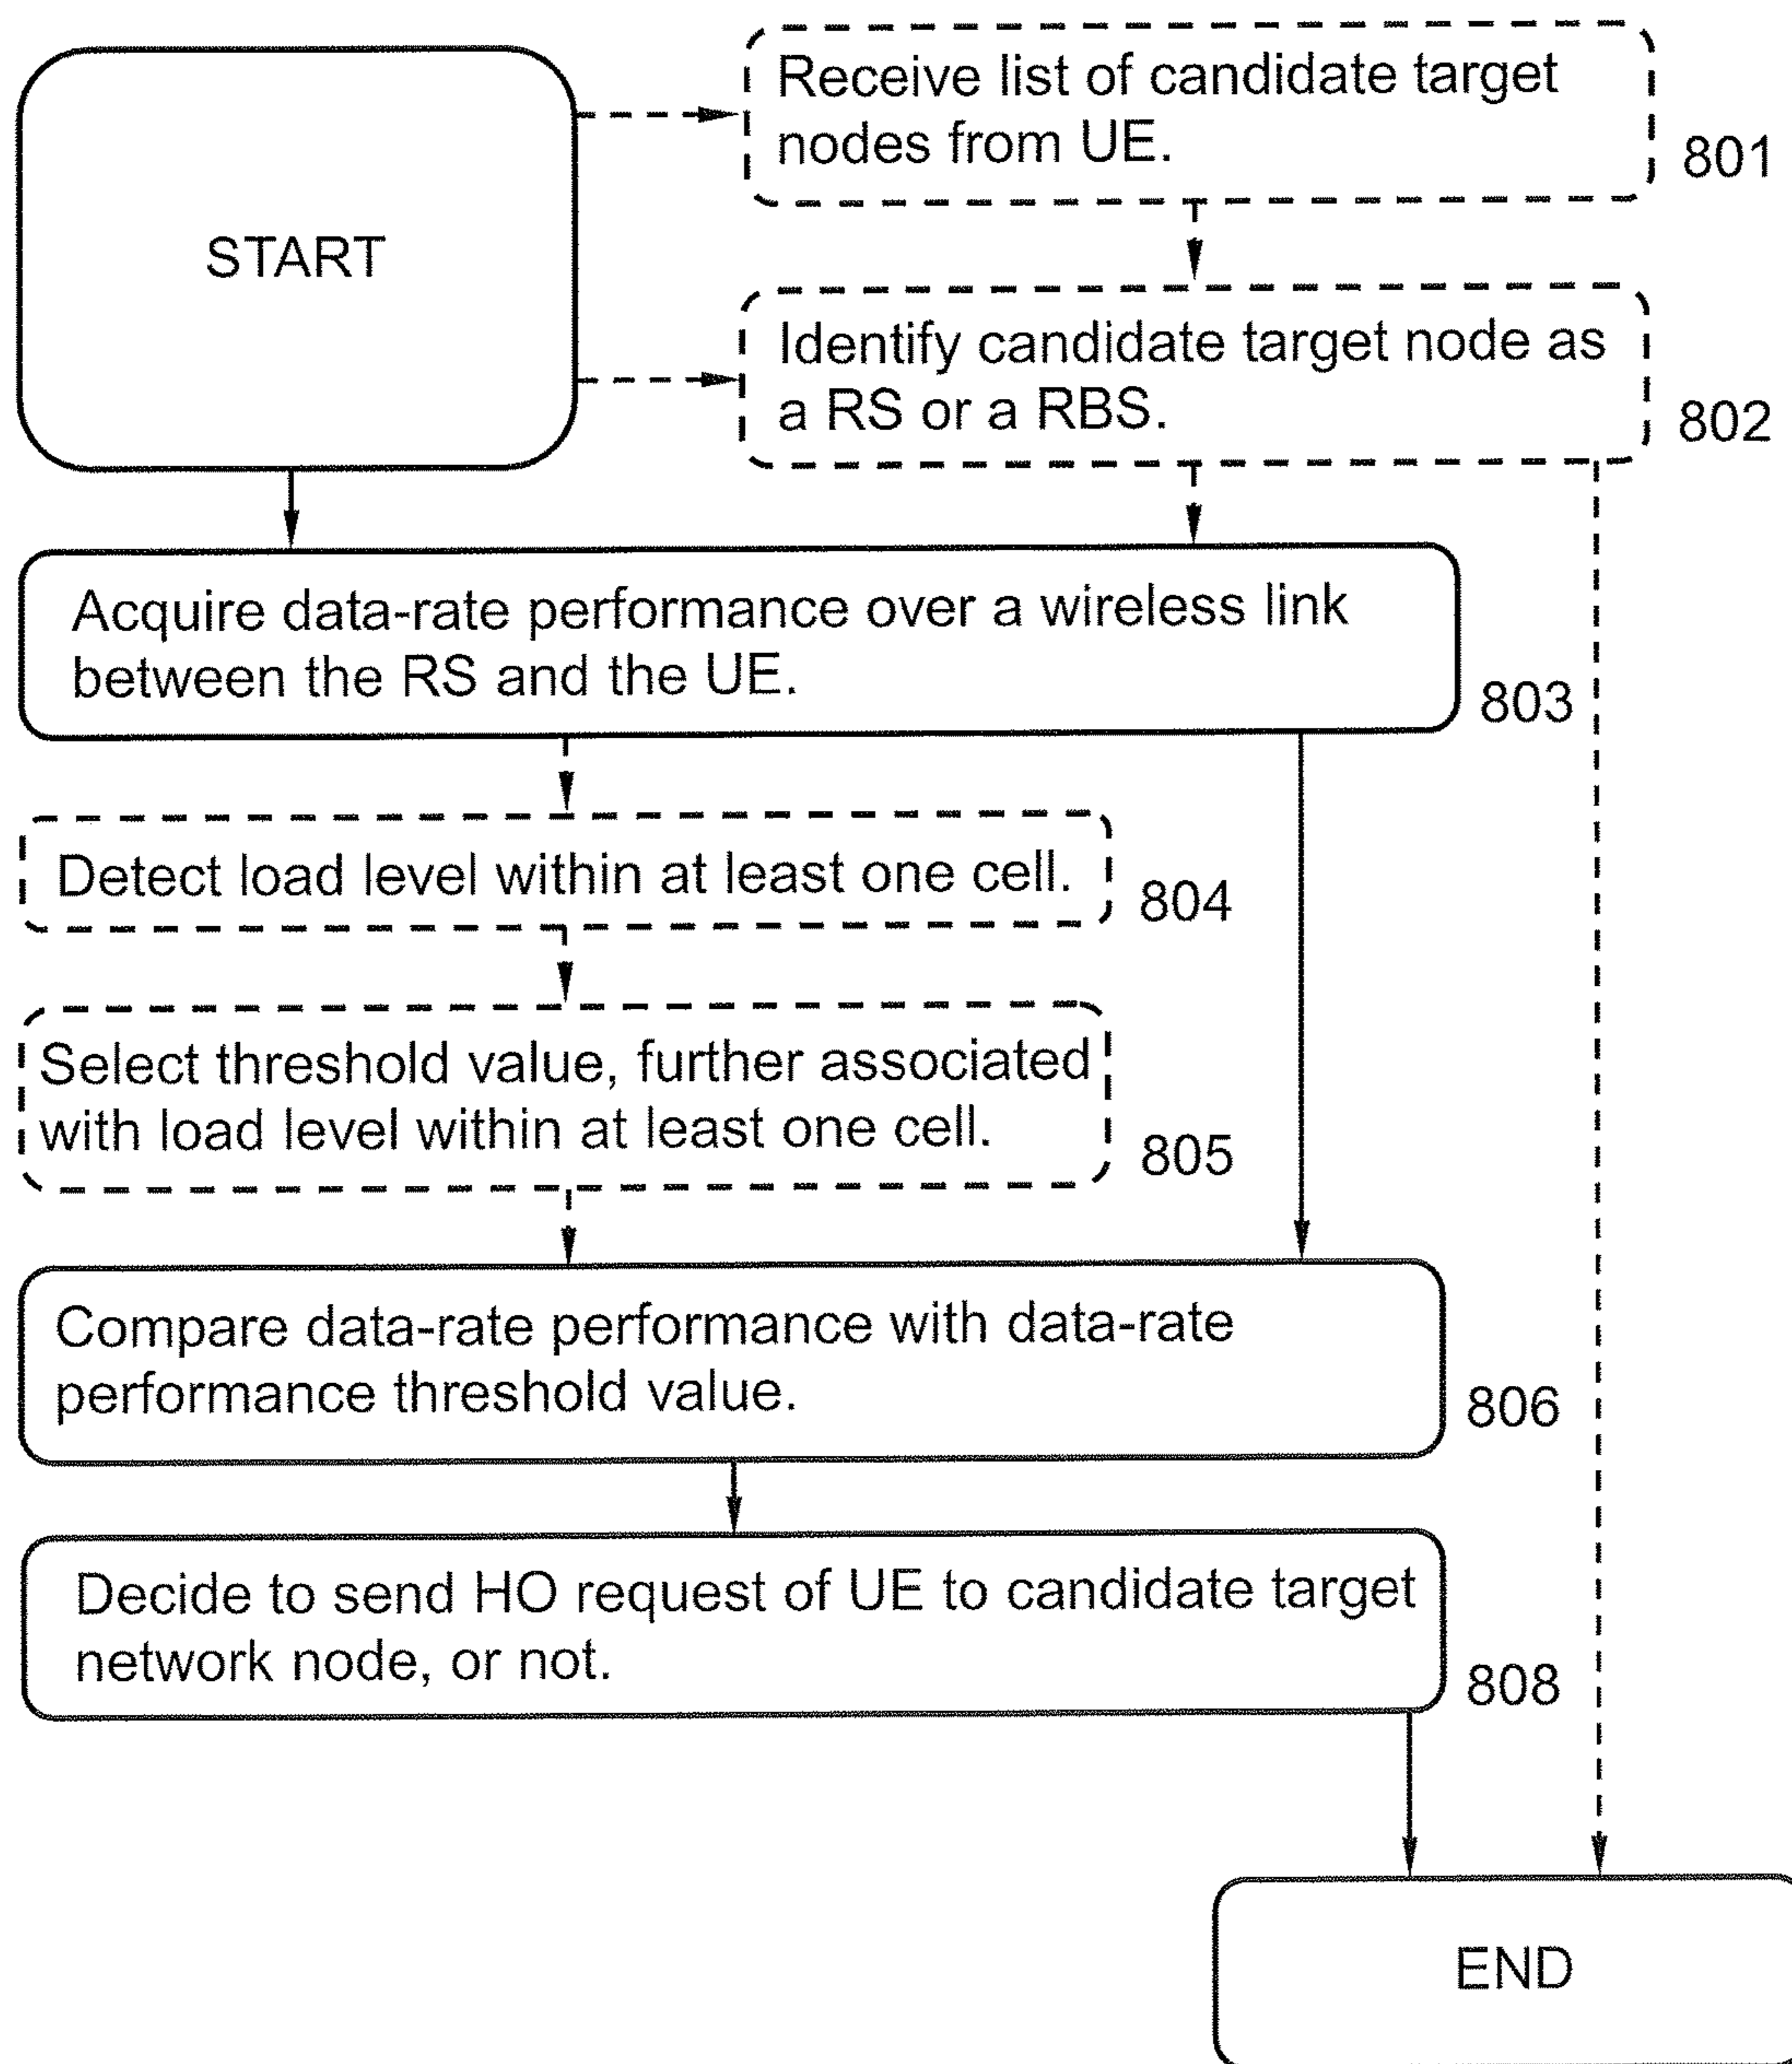 START
Receive list of candidate target
nodes from UE.
801
Identify candidate target node as
a RS or a RBS.
802
Acquire data-rate performance over a wireless link
between the RS and the UE.
803
Detect load level within at least one cell.
804
Select threshold value, further associated
with load level within at least one cell.
805
Compare data-rate performance with data-rate
performance threshold value.
806
Decide to send HO request of UE to candidate target
network node, or not.
808
END